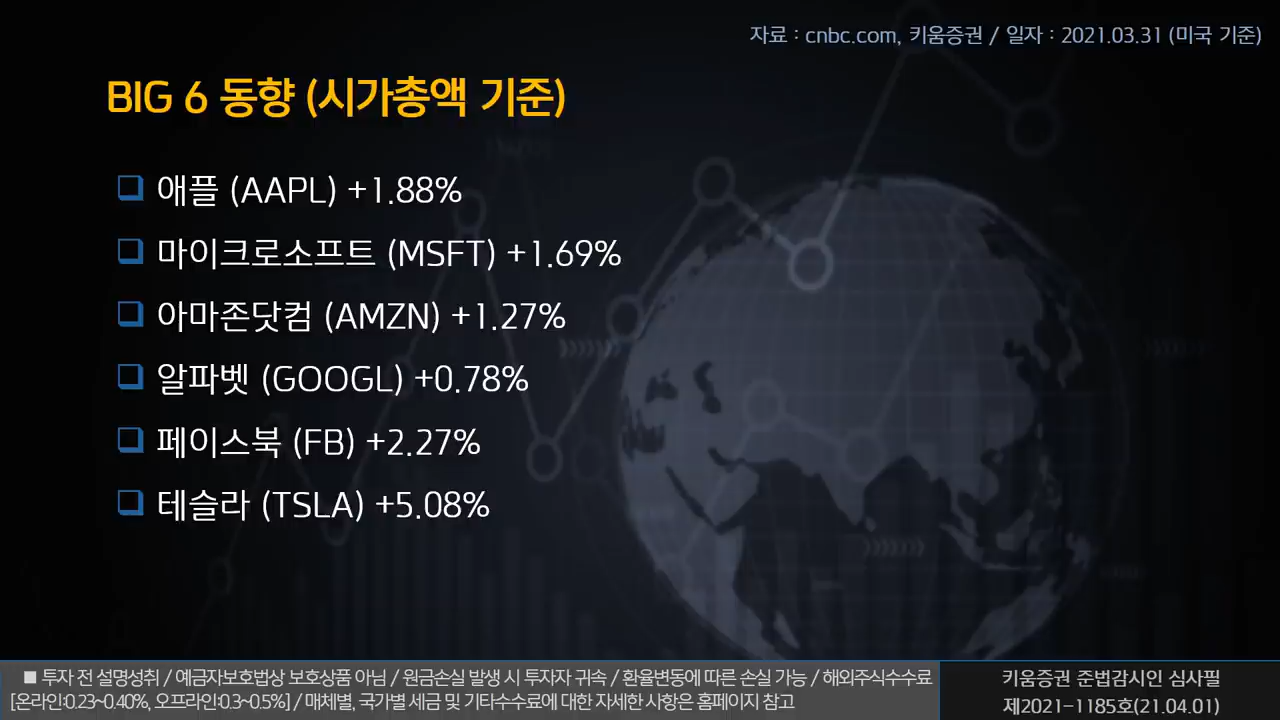 자료 : cnbc.com, 키움증권 / 일자 : 2021.03.31 (미국 기준)
BIG 6 동향 (시가총액 기준)
❑ 애플 (AAPL) +1.88%
❑ 마이크로소프트 (MSFT) +1.69%
❑ 아마존닷컴 (AMZN) +1.27%
❑ 알파벳 (GOOGL) +0.78%
❑ 페이스북 (FB) +2.27%
❑ 테슬라 (TSLA) +5.08%
■ 투자 전 설명성취 / 예금자보호법상 보호상품 아님 / 원금손실 발생 시 투자자 귀속 / 환율변동에 따른 손실 가능 / 해외주식수수료
[온라인:0.23~0.40%, 오프라인:0.3~0.5%] / 매체별, 국가별 세금 및 기타수수료에 대한 자세한 사항은 홈페이지 참고
키움증권 준법감시인 심사필
제2021-1185호(21.04.01)